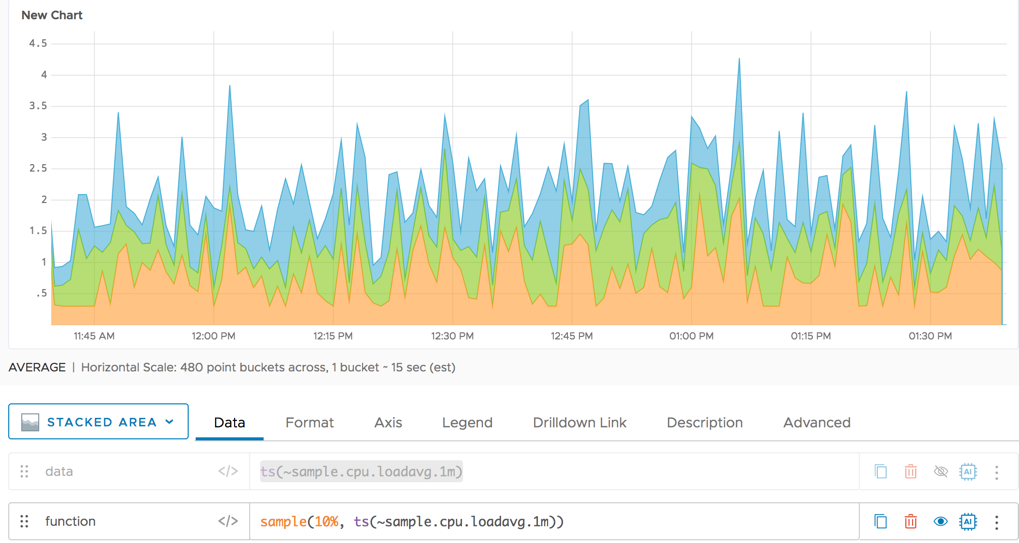 New Chart
4.5
4
3.5
3
2.5
2
1.5
1
.5
11:45 AM 12:00 PM 12:15 PM 12:30 PM 12:45 PM 01:00 PM 01:15 PM 01:30 PM
AVERAGE | Horizontal Scale: 480 point buckets across, 1 bucket ~ 15 sec (est)
STACKED AREA Data Format Axis Legend Drilldown Link Description Advanced
data </> ts(~sample.cpu.loadavg.1m) AI
function </> sample(10%, ts(~sample.cpu.loadavg.1m)) AI